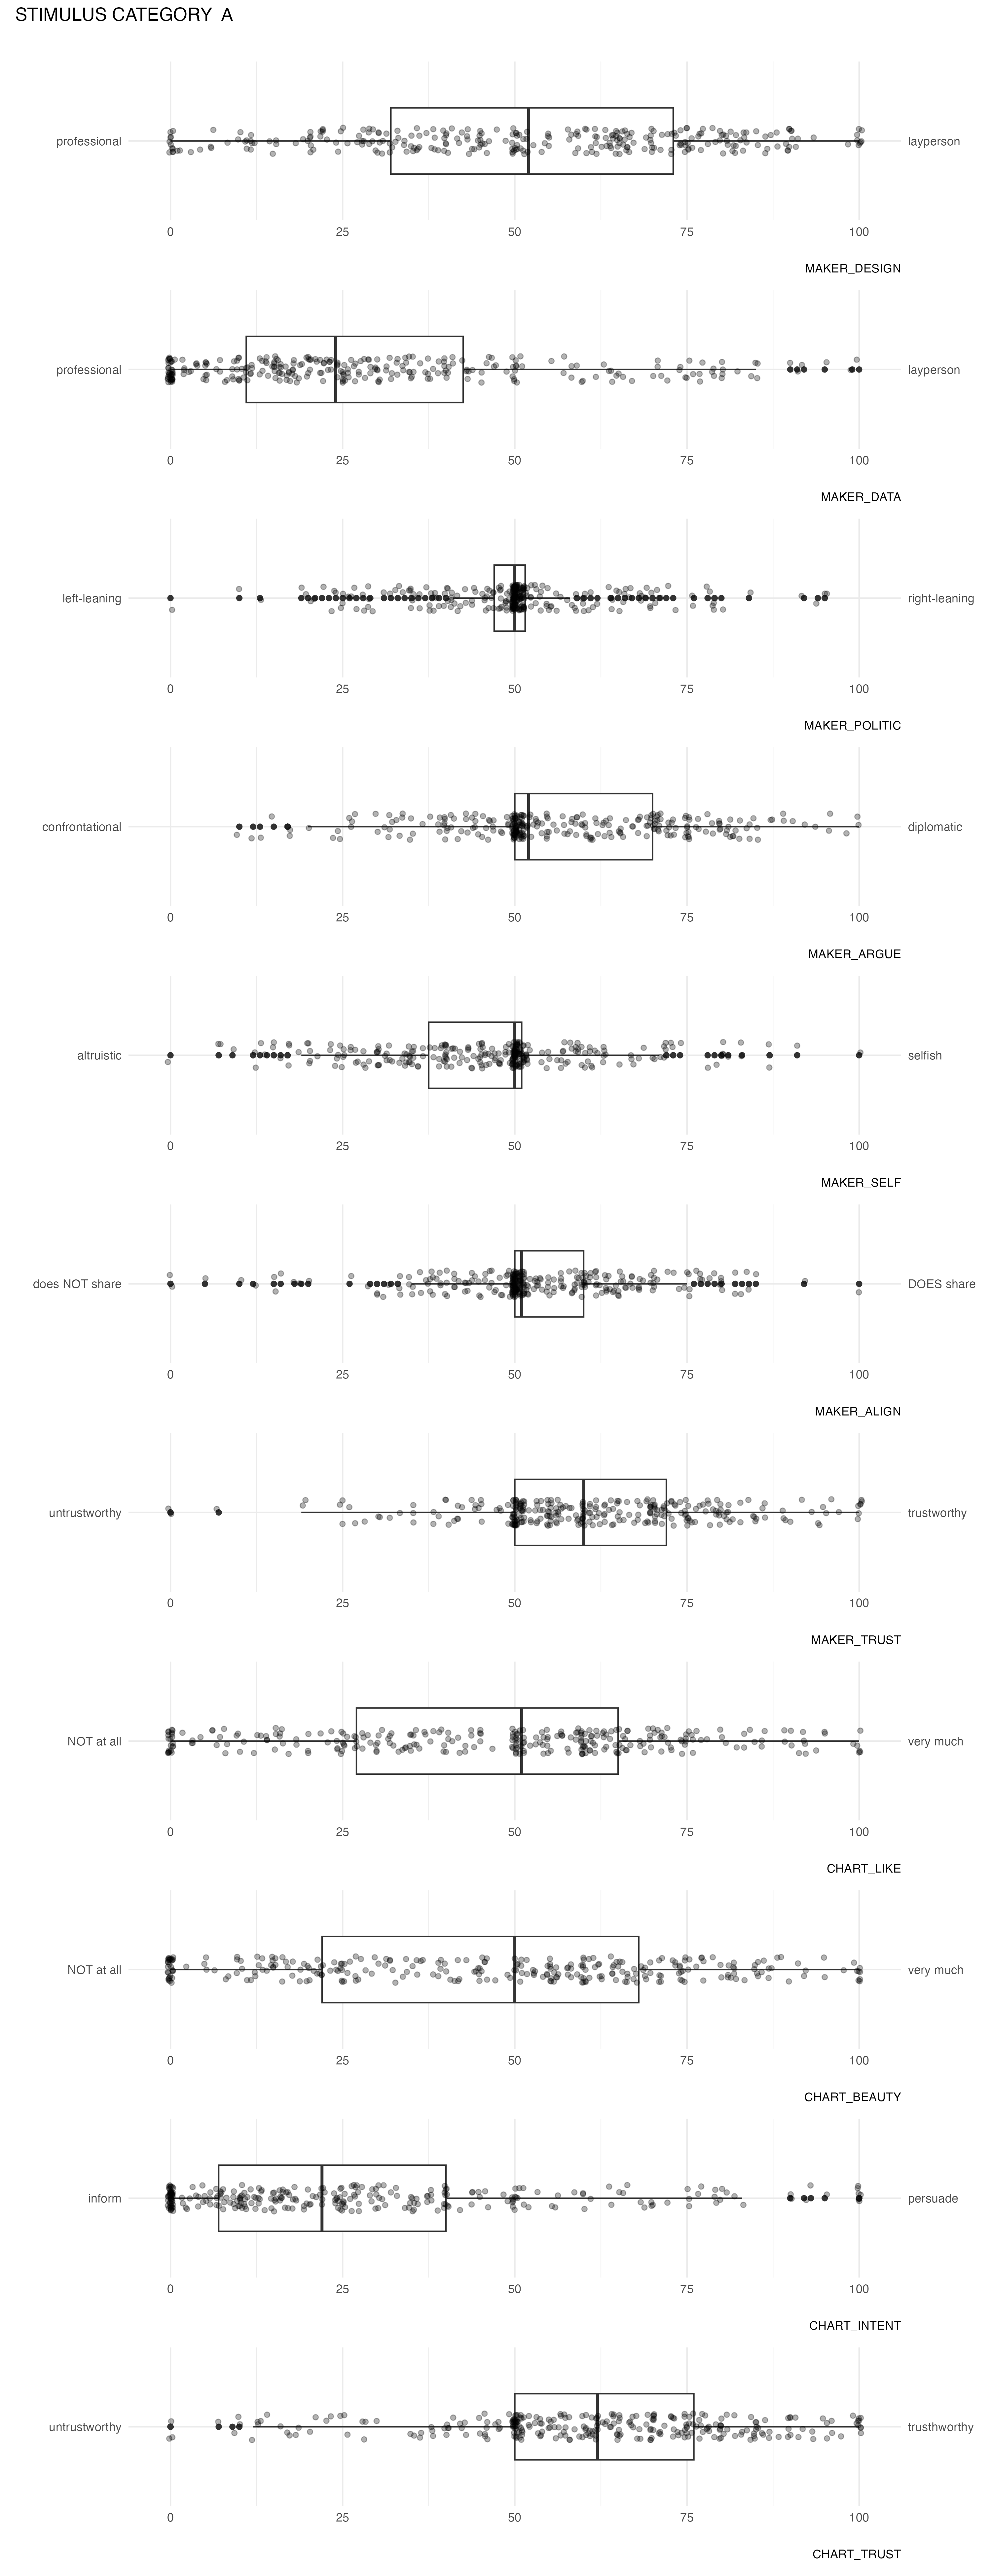 STIMULUS CATEGORY  A
professional layperson
0 25 50 75 100
MAKER_DESIGN
professional layperson
0 25 50 75 100
MAKER_DATA
left-leaning right-leaning
0 25 50 75 100
MAKER_POLITIC
confrontational diplomatic
0 25 50 75 100
MAKER_ARGUE
altruistic selfish
0 25 50 75 100
MAKER_SELF
does NOT share DOES share
0 25 50 75 100
MAKER_ALIGN
untrustworthy trustworthy
0 25 50 75 100
MAKER_TRUST
NOT at all very much
0 25 50 75 100
CHART_LIKE
NOT at all very much
0 25 50 75 100
CHART_BEAUTY
inform persuade
0 25 50 75 100
CHART_INTENT
untrustworthy trusthworthy
0 25 50 75 100
CHART_TRUST